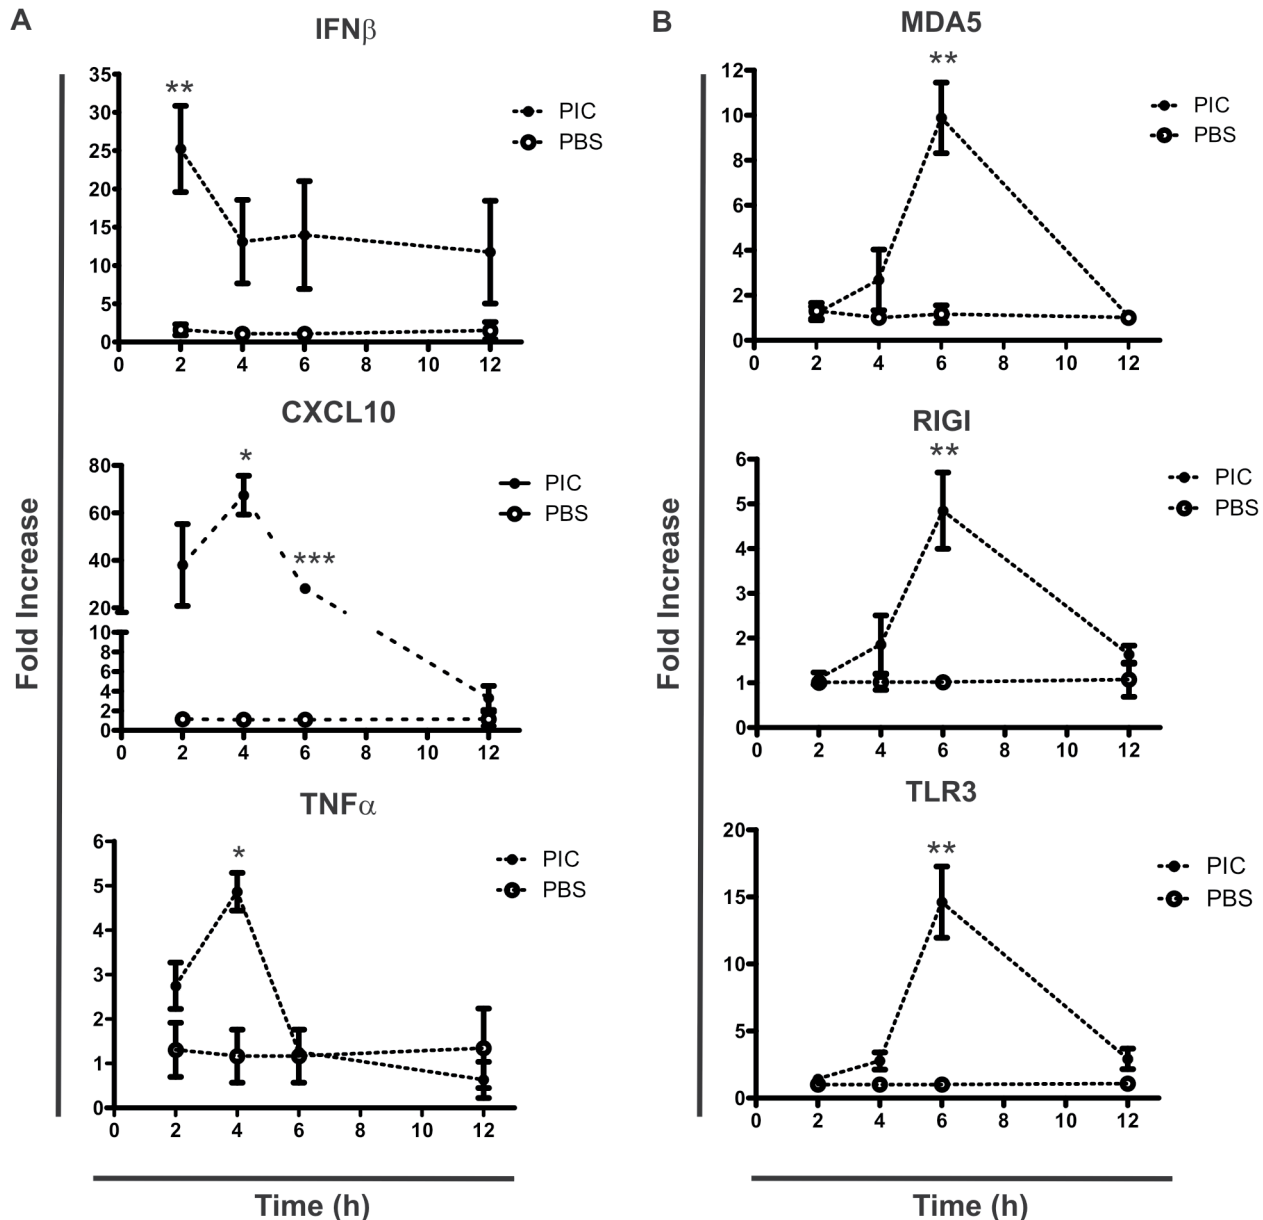 A
IFNβ
**
35
30
25
20
15
10
5
0
0 2 4 6 8 10 12
PIC
PBS
CXCL10
*
***
80
60
40
20
10
8
6
4
2
0
0 2 4 6 8 10 12
PIC
PBS
TNFα
*
6
5
4
3
2
1
0
0 2 4 6 8 10 12
PIC
PBS
Fold Increase
Time (h)
B
MDA5
**
12
10
8
6
4
2
0
0 2 4 6 8 10 12
PIC
PBS
RIGI
**
6
5
4
3
2
1
0
0 2 4 6 8 10 12
PIC
PBS
TLR3
**
20
15
10
5
0
0 2 4 6 8 10 12
PIC
PBS
Fold Increase
Time (h)